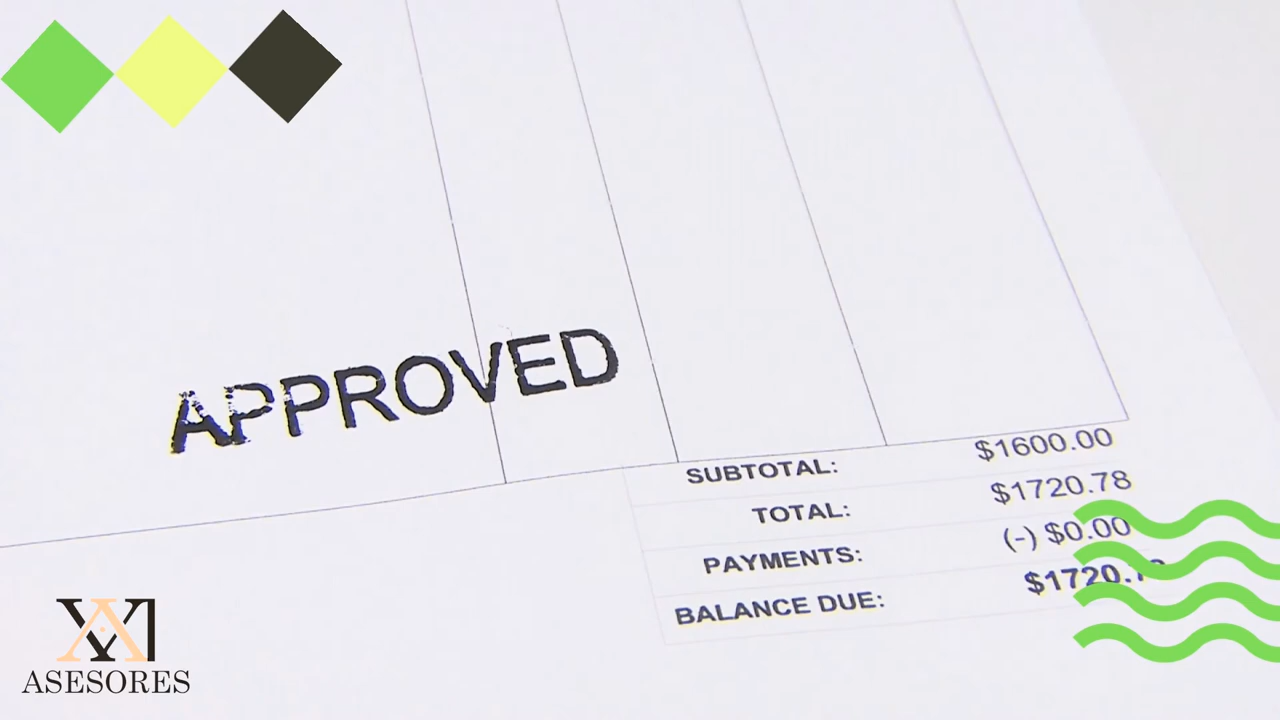 APPROVED
SUBTOTAL: $1600.00
TOTAL: $1720.78
PAYMENTS: (-) $0.00
BALANCE DUE:
ASESORES